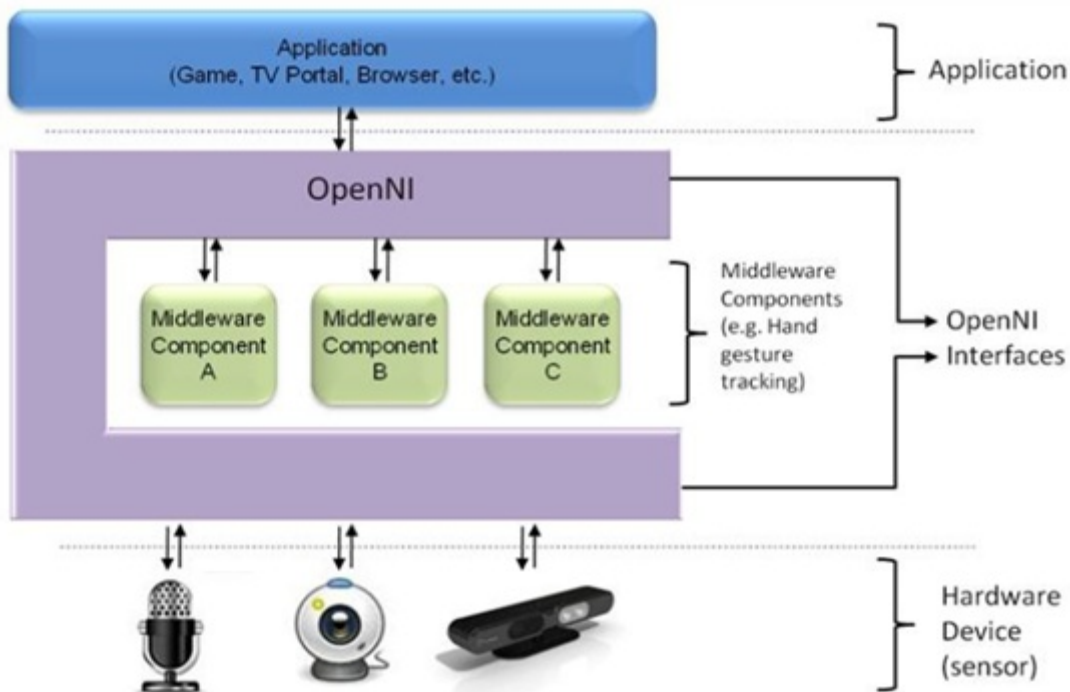 Application
(Game, TV Portal, Browser, etc.)
Application
OpenNI
Middleware
Component
A
Middleware
Component
B
Middleware
Component
C
Middleware
Components
(e.g. Hand
gesture
tracking)
OpenNI
Interfaces
Hardware
Device
(sensor)